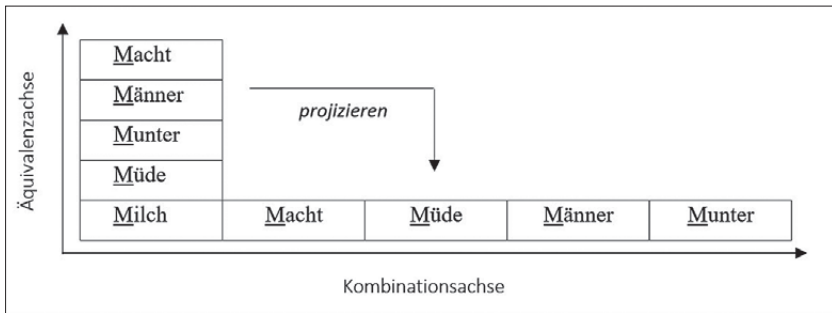 Äquivalenzachse
Macht
Männer
Munter
Müde
Milch Macht Müde Männer Munter
projizieren
Kombinationsachse